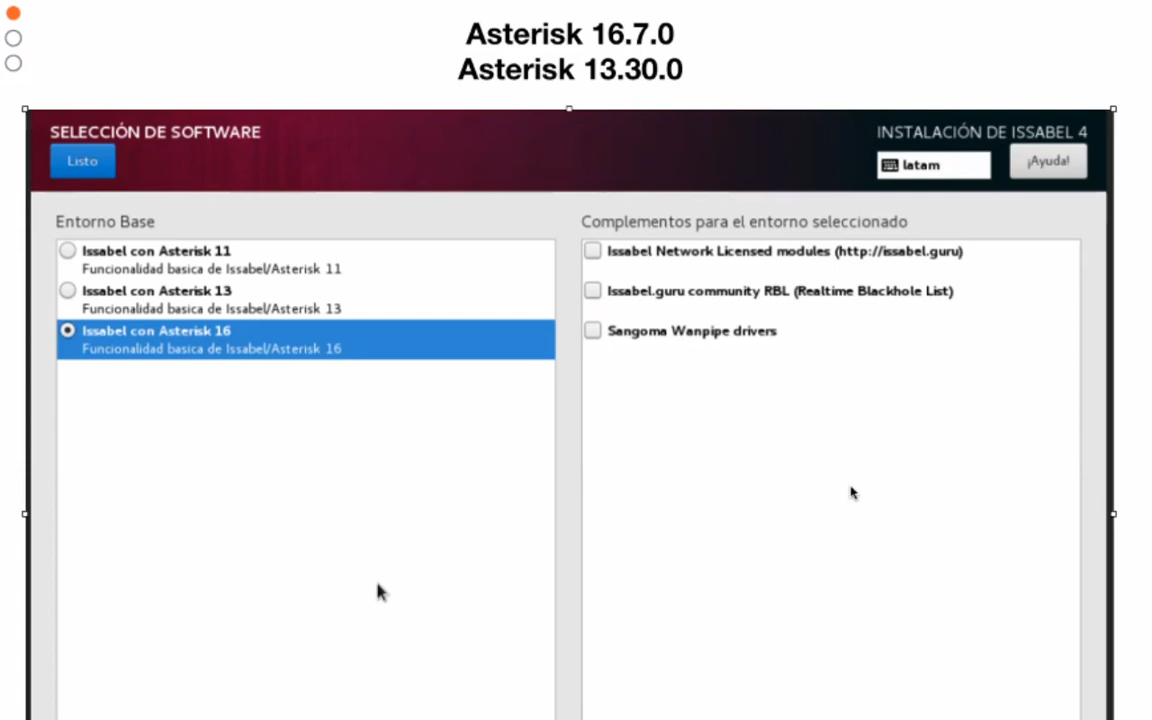 Asterisk 16.7.0
Asterisk 13.30.0
SELECCIÓN DE SOFTWARE
INSTALACIÓN DE ISSABEL 4
Listo
latam
¡Ayuda!
Entorno Base
Issabel con Asterisk 11
Funcionalidad basica de Issabel/Asterisk 11
Issabel con Asterisk 13
Funcionalidad basica de Issabel/Asterisk 13
Issabel con Asterisk 16
Funcionalidad basica de Issabel/Asterisk 16
Complementos para el entorno seleccionado
Issabel Network Licensed modules (http://issabel.guru)
Issabel.guru community RBL (Realtime Blackhole List)
Sangoma Wanpipe drivers